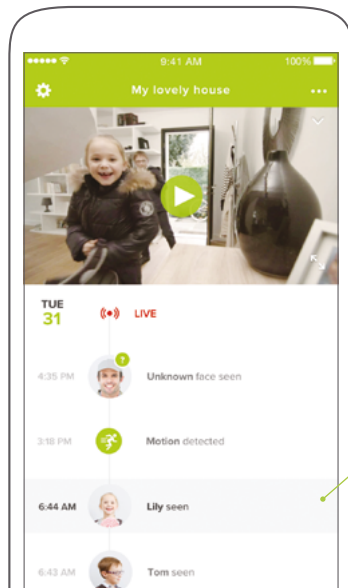 9:41 AM 100%
My lovely house
TUE
31
LIVE
4:35 PM Unknown face seen
?
3:18 PM Motion detected
6:44 AM Lily seen
6:43 AM Tom seen